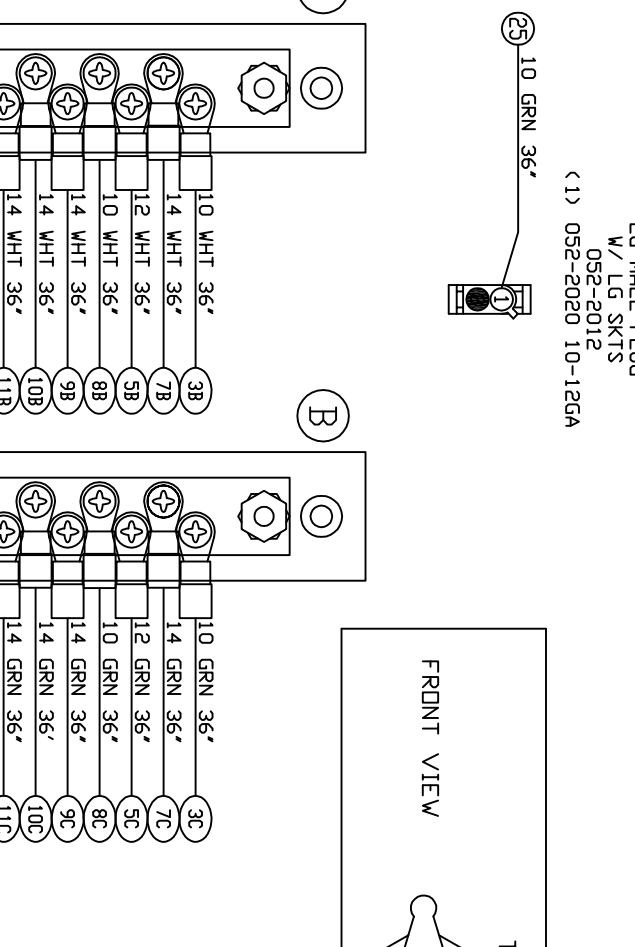 W/ LG SKTS
052-2012
(1) 052-2020 10-12GA
25
10 GRN 36″
1
FRONT VIEW
B
10 WHT 36″ 3B
14 WHT 36″ 7B
12 WHT 36″ 5B
10 WHT 36″ 8B
14 WHT 36″ 9B
14 WHT 36″ 10B
14 WHT 36″ 11B
10 GRN 36″ 3C
14 GRN 36″ 7C
12 GRN 36″ 5C
10 GRN 36″ 8C
14 GRN 36″ 9C
14 GRN 36′ 10C
14 GRN 36″ 11C